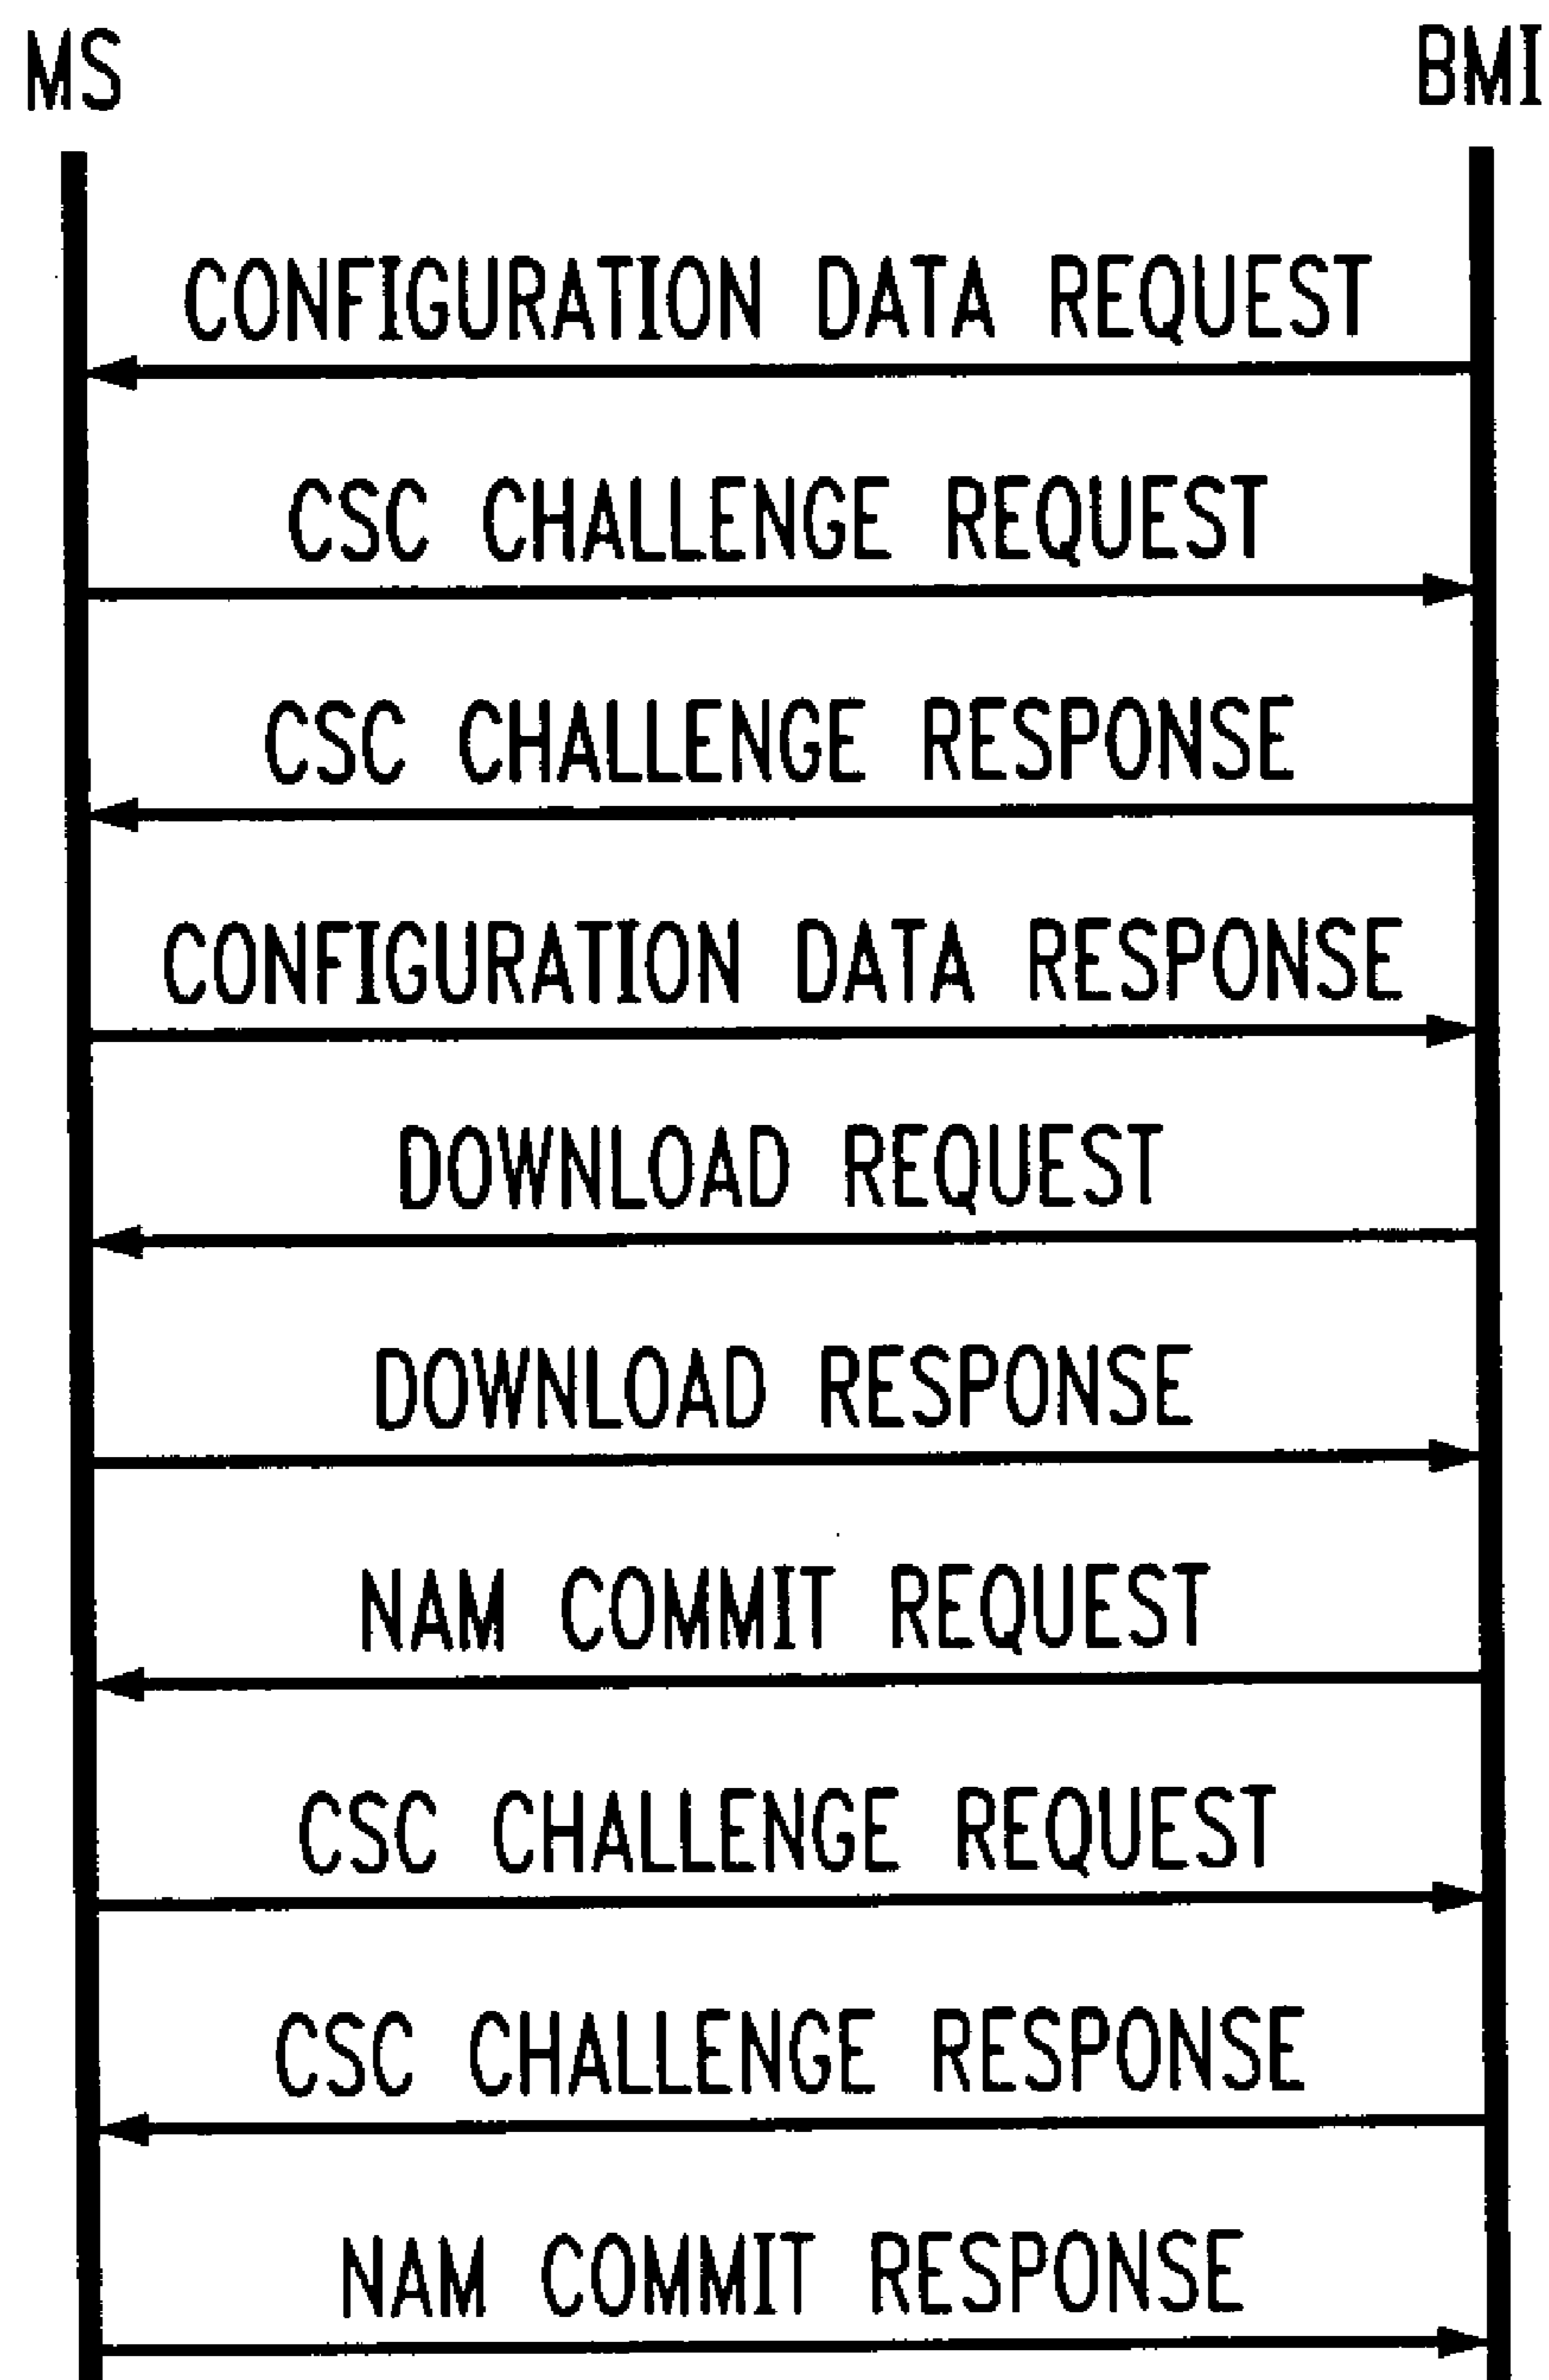 MS BMI
CONFIGURATION DATA REQUEST
CSC CHALLENGE REQUEST
CSC CHALLENGE RESPONSE
CONFIGURATION DATA RESPONSE
DOWNLOAD REQUEST
DOWNLOAD RESPONSE
NAM COMMIT REQUEST
CSC CHALLENGE REQUEST
CSC CHALLENGE RESPONSE
NAM COMMIT RESPONSE